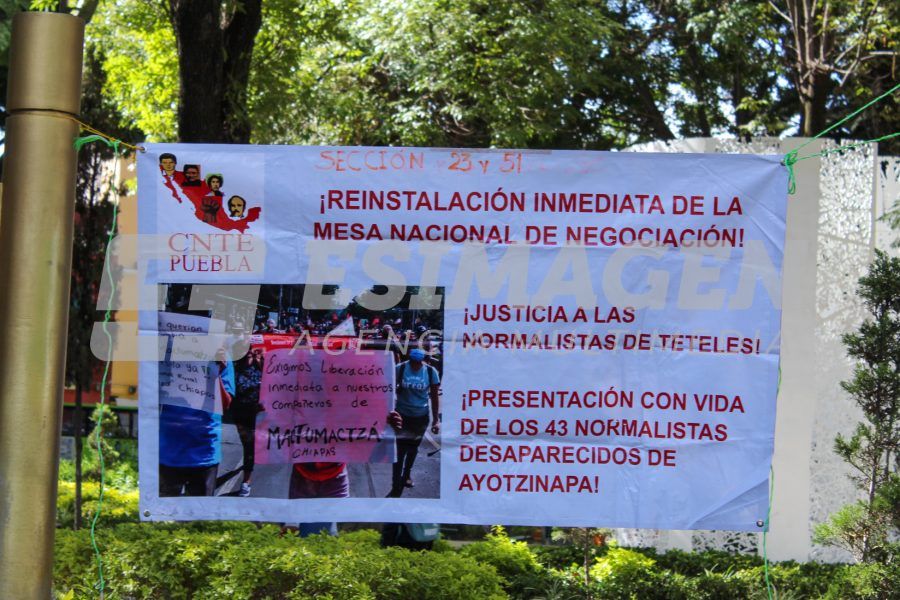 SECCIÓN 23 y 51
¡REINSTALACIÓN INMEDIATA DE LA
MESA NACIONAL DE NEGOCIACIÓN!
CNTE
PUEBLA
ESIMAGEN
¡JUSTICIA A LAS
NORMALISTAS DE TETELES!
¡PRESENTACIÓN CON VIDA
DE LOS 43 NORMALISTAS
DESAPARECIDOS DE
AYOTZINAPA!
Exigimos Liberación
inmediata a nuestros
compañeros de
MACTUMACTZÁ
CHIAPAS